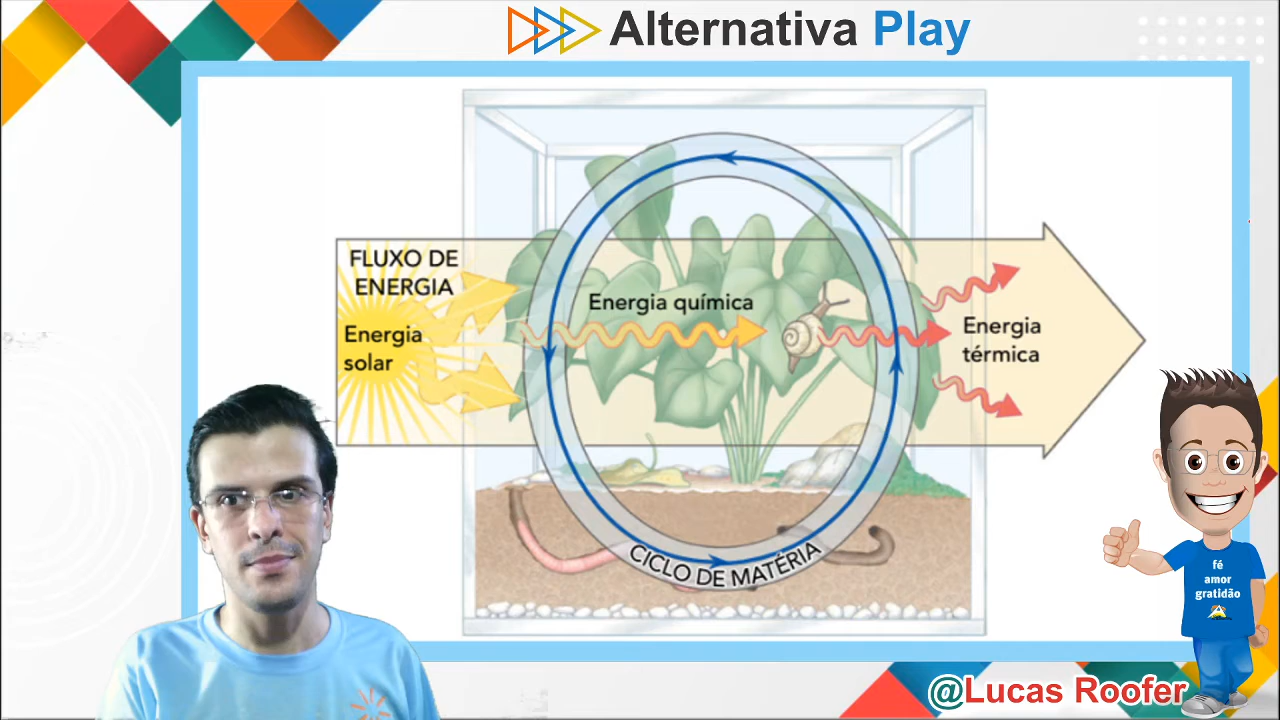 Alternativa Play
FLUXO DE
ENERGIA
Energia
solar
Energia química
Energia
térmica
CICLO DE MATÉRIA
fé
amor
gratidão
@Lucas Roofer